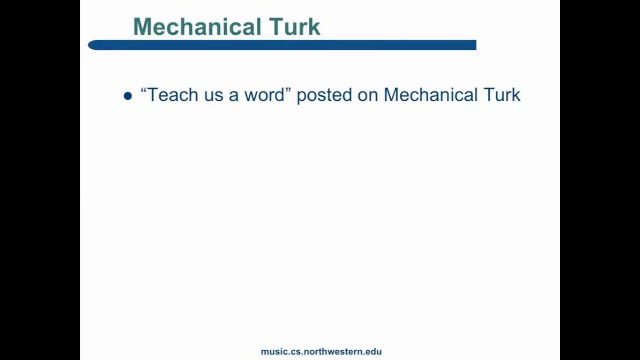 Mechanical Turk
● “Teach us a word” posted on Mechanical Turk
music.cs.northwestern.edu